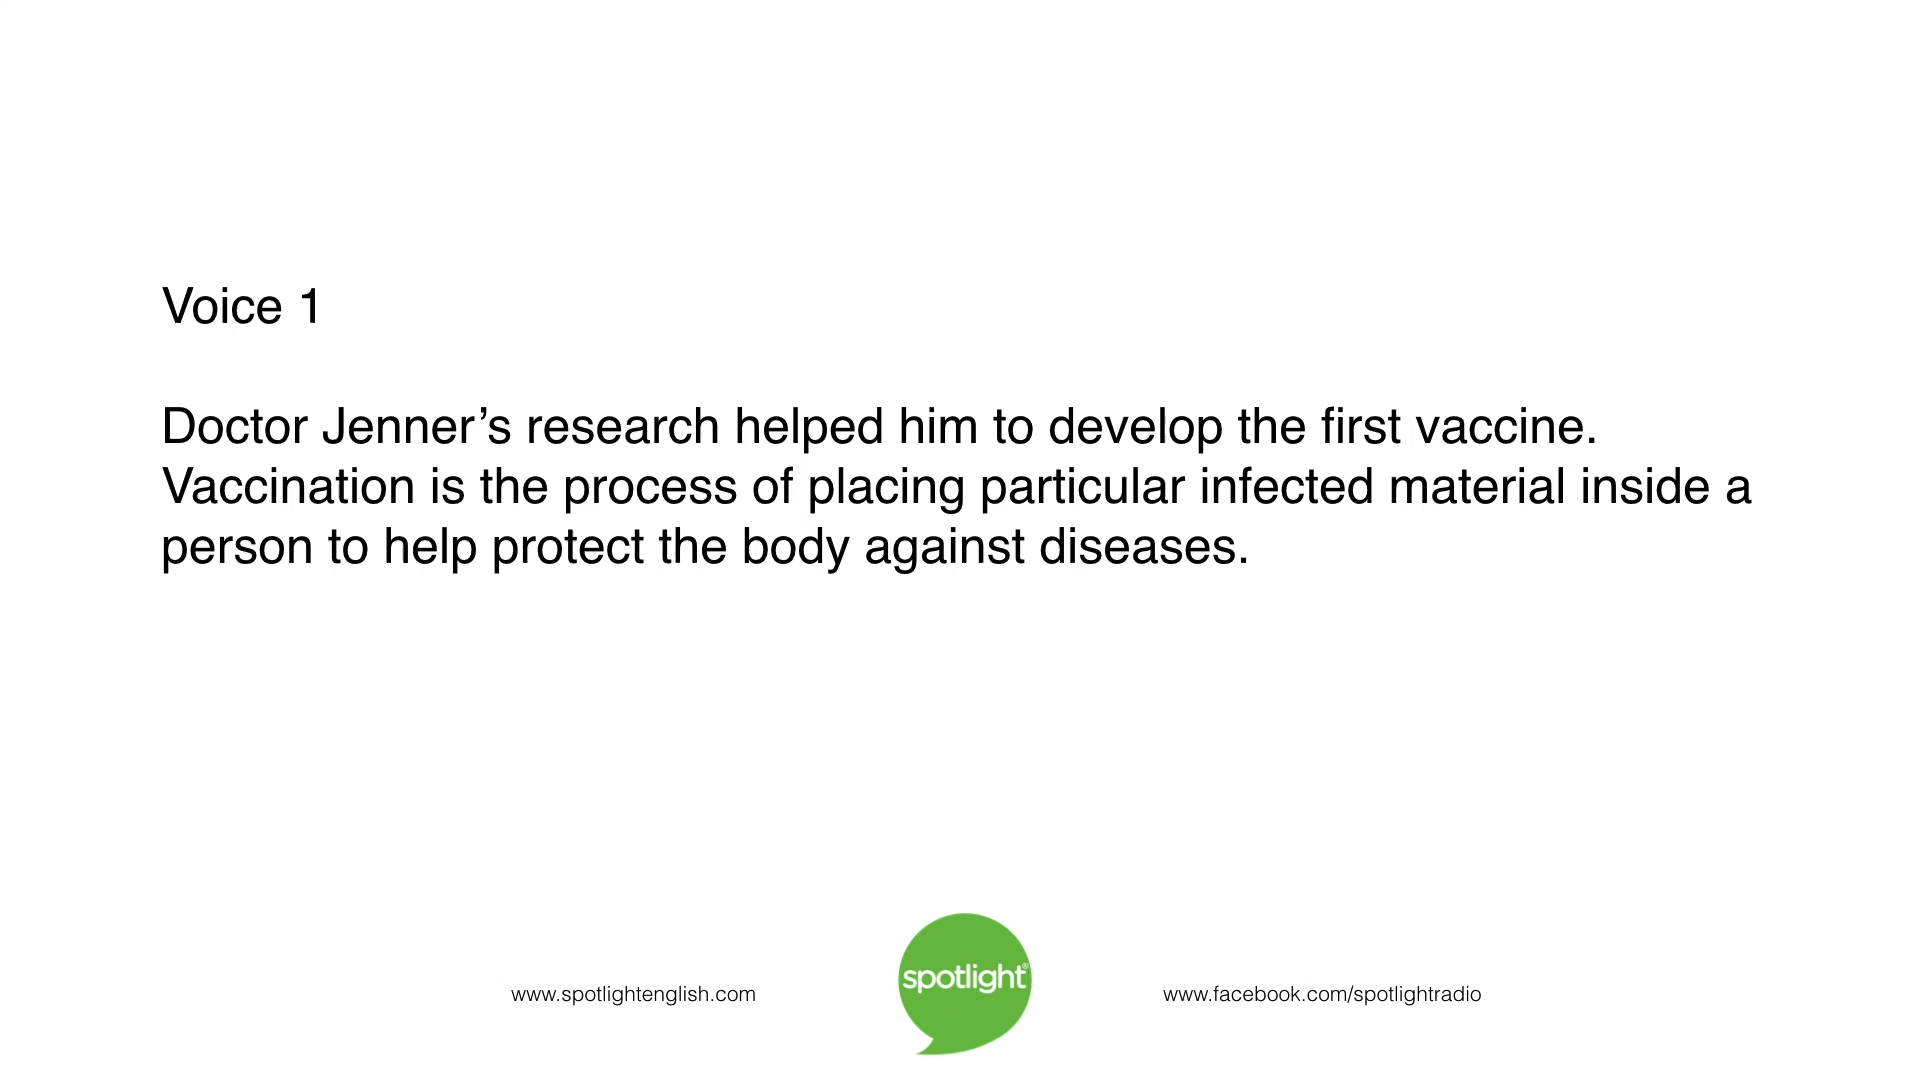 Voice 1
Doctor Jenner’s research helped him to develop the first vaccine.
Vaccination is the process of placing particular infected material inside a
person to help protect the body against diseases.
spotlight®
www.spotlightenglish.com
www.facebook.com/spotlightradio